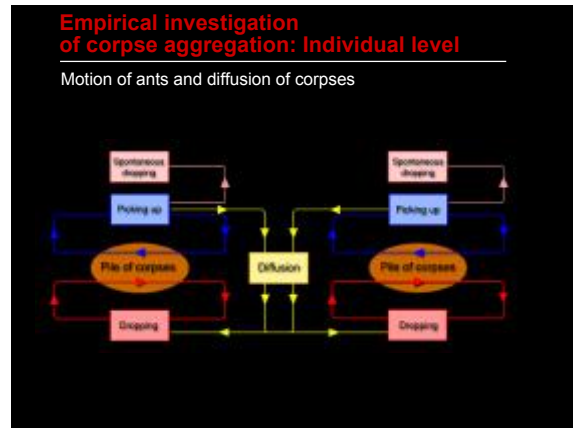 Empirical investigation
of corpse aggregation: Individual level
Motion of ants and diffusion of corpses
Spontaneous
dropping
Spontaneous
dropping
Picking up
Picking up
Pile of corpses
Diffusion
Pile of corpses
Dropping
Dropping